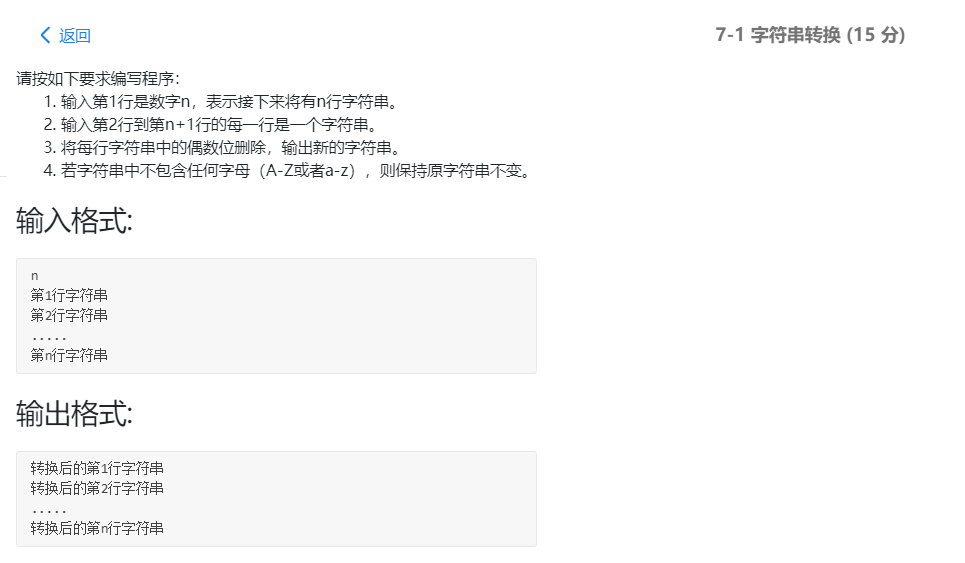 返回
7-1 字符串转换 (15 分)
请按如下要求编写程序：
1. 输入第1行是数字n，表示接下来将有n行字符串。
2. 输入第2行到第n+1行的每一行是一个字符串。
3. 将每行字符串中的偶数位删除，输出新的字符串。
4. 若字符串中不包含任何字母（A-Z或者a-z），则保持原字符串不变。
输入格式:
n
第1行字符串
第2行字符串
.....
第n行字符串
输出格式:
转换后的第1行字符串
转换后的第2行字符串
.....
转换后的第n行字符串